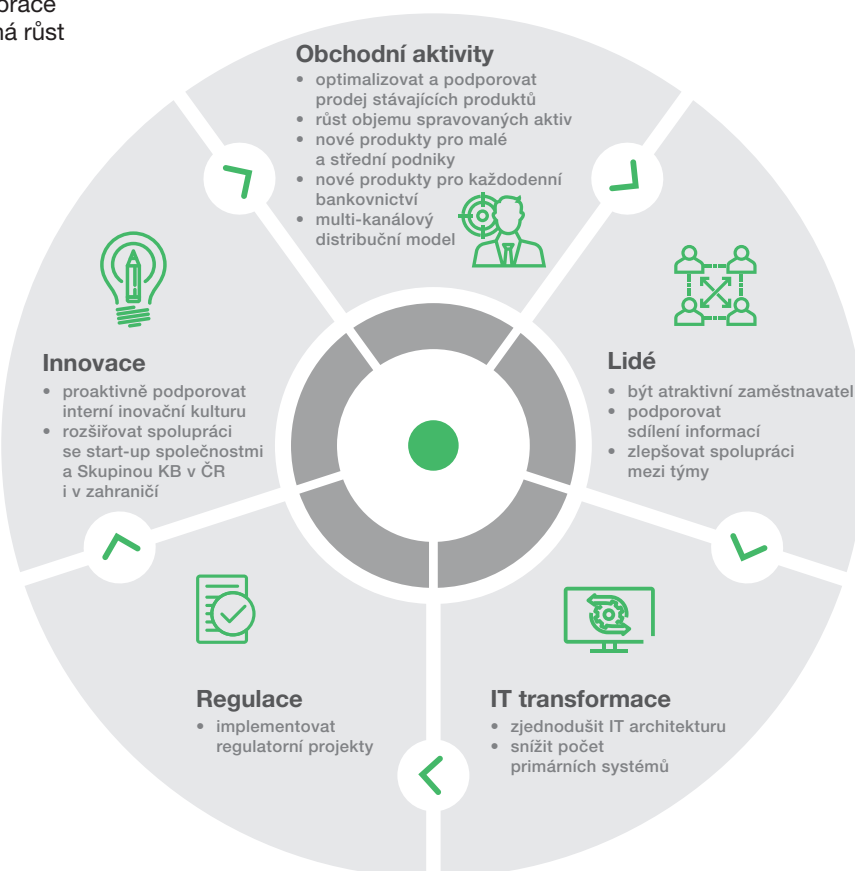 práce
ná růst
Obchodní aktivity
• optimalizovat a podporovat
prodej stávajících produktů
• růst objemu spravovaných aktiv
• nové produkty pro malé
a střední podniky
• nové produkty pro každodenní
bankovnictví
• multi-kanálový
distribuční model
Innovace
• proaktivně podporovat
interní inovační kulturu
• rozšiřovat spolupráci
se start-up společnostmi
a Skupinou KB v ČR
i v zahraničí
Lidé
• být atraktivní zaměstnavatel
• podporovat
sdílení informací
• zlepšovat spolupráci
mezi týmy
Regulace
• implementovat
regulatorní projekty
IT transformace
• zjednodušit IT architekturu
• snížit počet
primárních systémů